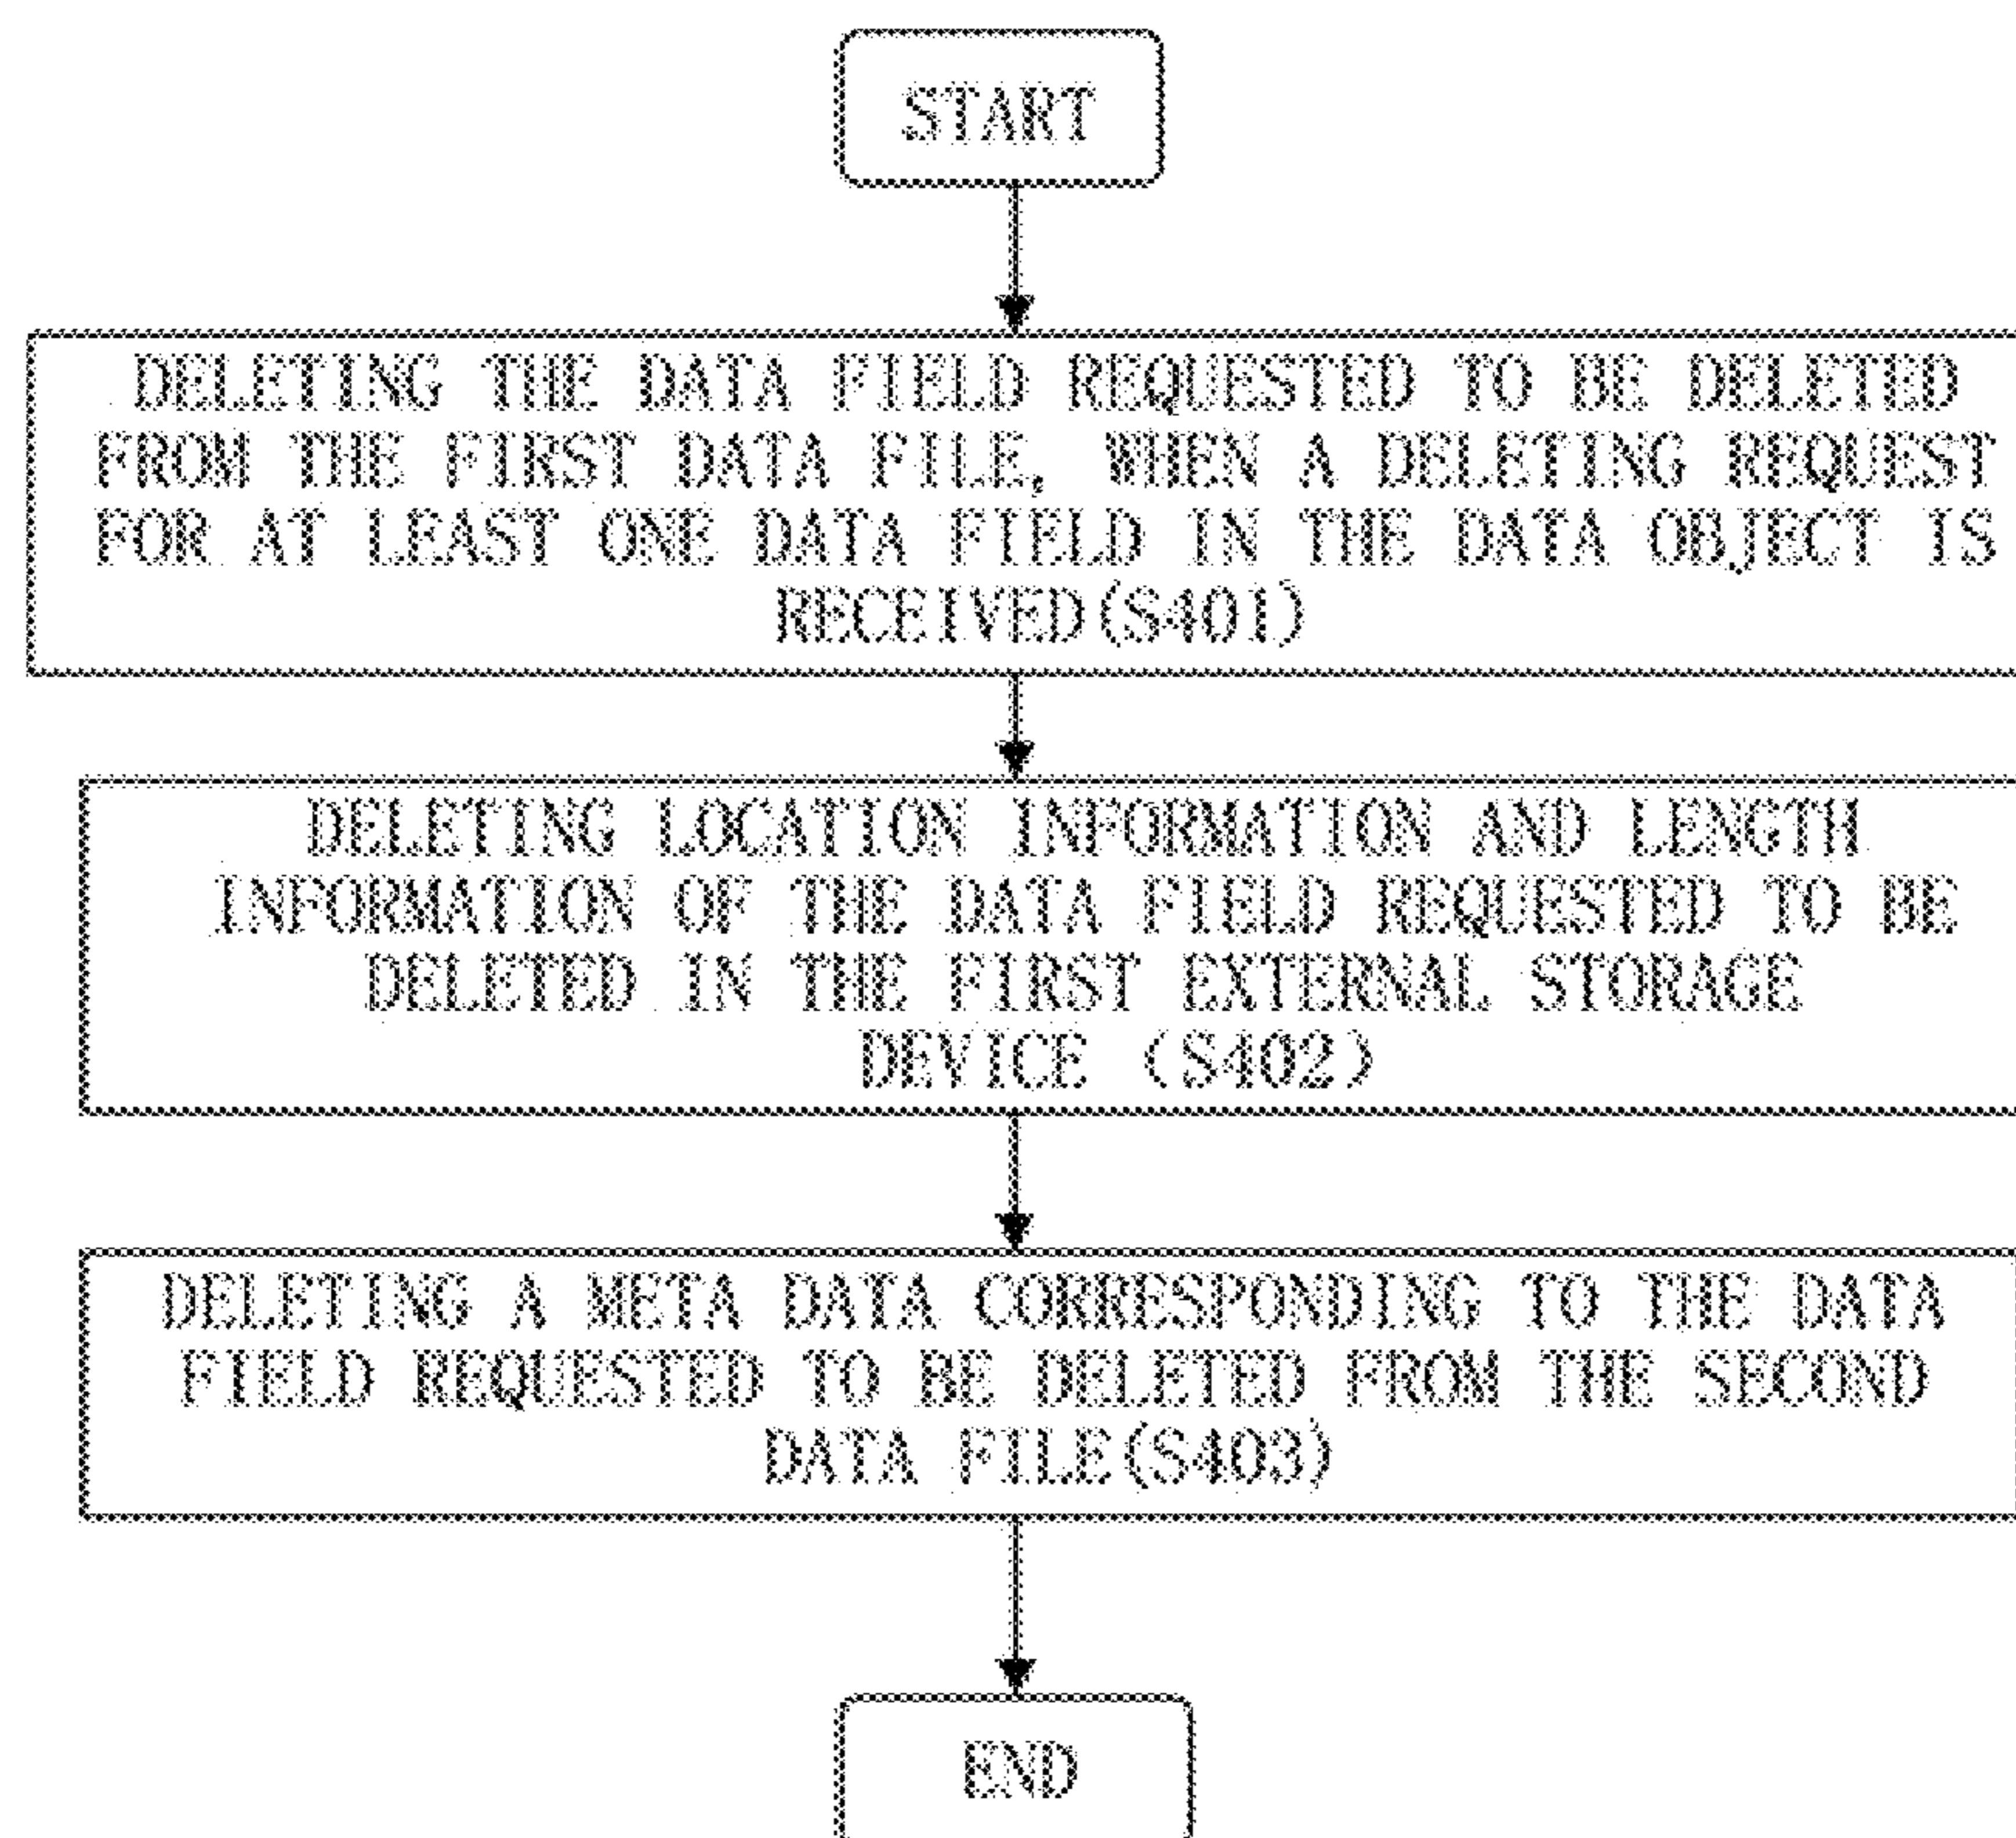 START
DELETING THE DATA FIELD REQUESTED TO BE DELETED
FROM THE FIRST DATA FILE, WHEN A DELETING REQUEST
FOR AT LEAST ONE DATA FIELD IN THE DATA OBJECT IS
RECEIVED(S401)
DELETING LOCATION INFORMATION AND LENGTH
INFORMATION OF THE DATA FIELD REQUESTED TO BE
DELETED IN THE FIRST EXTERNAL STORAGE
DEVICE (S402)
DELETING A META DATA CORRESPONDING TO THE DATA
FIELD REQUESTED TO BE DELETED FROM THE SECOND
DATA FILE(S403)
END